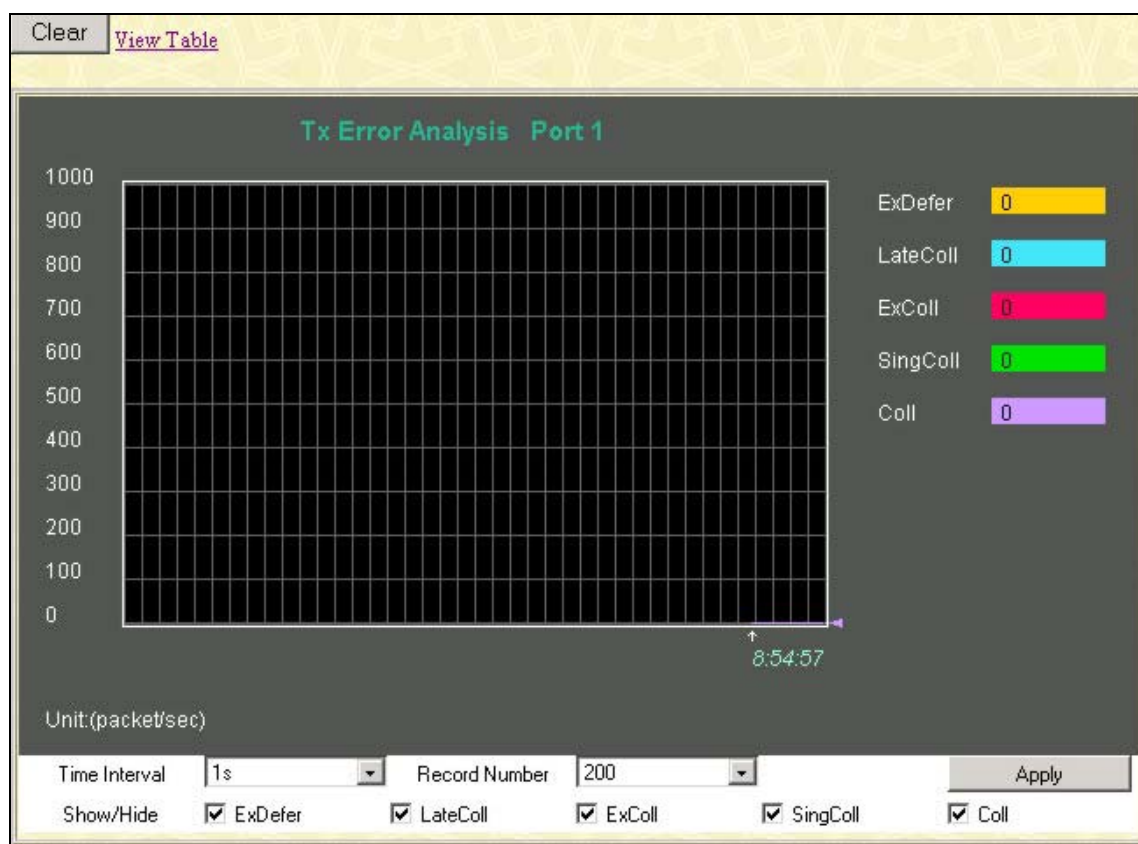 Clear View Table
Tx Error Analysis Port 1
1000
900
800
700
600
500
400
300
200
100
0
ExDefer 0
LateColl 0
ExColl 0
SingColl 0
Coll 0
8:54:57
Unit:(packet/sec)
Time Interval 1s Record Number 200 Apply
Show/Hide ExDefer LateColl ExColl SingColl Coll